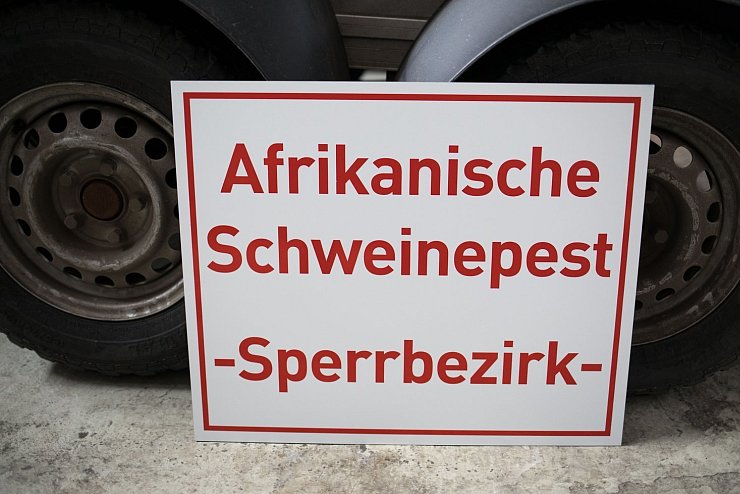 Afrikanische
Schweinepest
-Sperrbezirk-